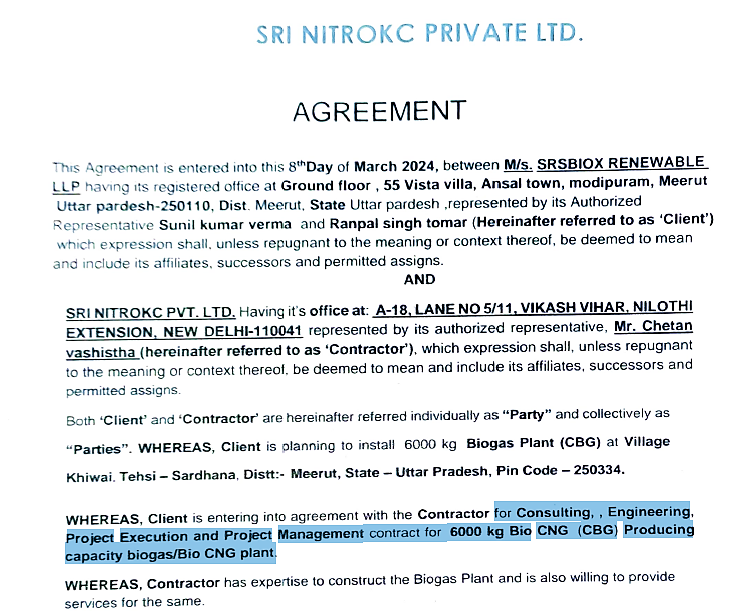 SRI NITROKC PRIVATE LTD.
AGREEMENT
This Agreement is entered into this 8thDay of March 2024, between M/s. SRSBIOX RENEWABLE
LLP having its registered office at Ground floor , 55 Vista villa, Ansal town, modipuram, Meerut
Uttar pardesh-250110, Dist. Meerut, State Uttar pardesh ,represented by its Authorized
Representative Sunil kumar verma and Ranpal singh tomar (Hereinafter referred to as ‘Client’)
which expression shall, unless repugnant to the meaning or context thereof, be deemed to mean
and include its affiliates, successors and permitted assigns.
AND
SRI NITROKC PVT. LTD. Having it's office at: A-18, LANE NO 5/11, VIKASH VIHAR, NILOTHI
EXTENSION, NEW DELHI-110041 represented by its authorized representative, Mr. Chetan
vashistha (hereinafter referred to as ‘Contractor’), which expression shall, unless repugnant
to the meaning or context thereof, be deemed to mean and include its affiliates, successors and
permitted assigns.
Both ‘Client’ and ‘Contractor’ are hereinafter referred individually as “Party” and collectively as
“Parties”. WHEREAS, Client is planning to install 6000 kg Biogas Plant (CBG) at Village
Khiwai, Tehsi – Sardhana, Distt:- Meerut, State – Uttar Pradesh, Pin Code – 250334.
WHEREAS, Client is entering into agreement with the Contractor for Consulting, , Engineering,
Project Execution and Project Management contract for 6000 kg Bio CNG (CBG) Producing
capacity biogas/Bio CNG plant.
WHEREAS, Contractor has expertise to construct the Biogas Plant and is also willing to provide
services for the same.